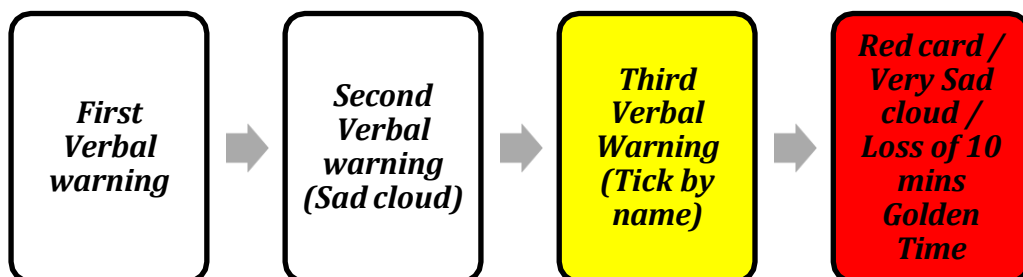 First
Verbal
warning
Second
Verbal
warning
(Sad cloud)
Third
Verbal
Warning
(Tick by
name)
Red card /
Very Sad
cloud /
Loss of 10
mins
Golden
Time